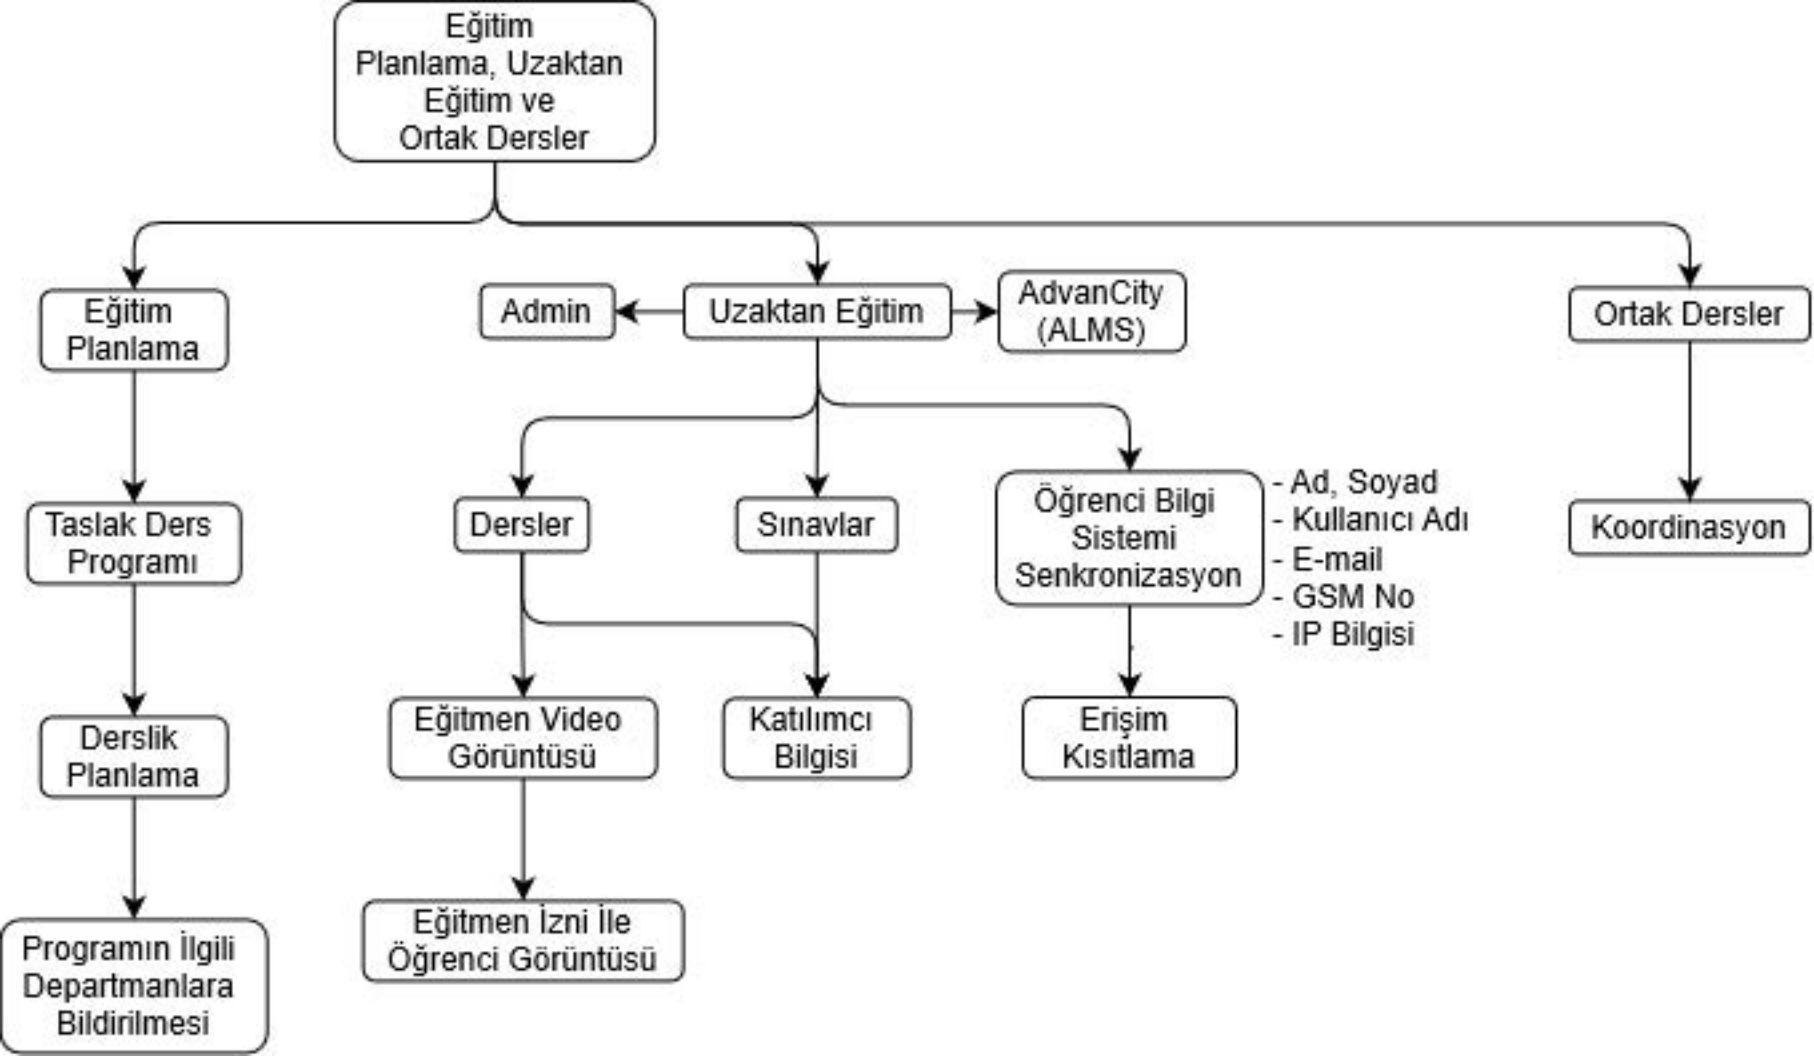 Eğitim
Planlama, Uzaktan
Eğitim ve
Ortak Dersler
Eğitim
Planlama
Admin
Uzaktan Eğitim
AdvanCity
(ALMS)
Ortak Dersler
Taslak Ders
Programı
Dersler
Sınavlar
Öğrenci Bilgi
Sistemi
Senkronizasyon
- Ad, Soyad
- Kullanıcı Adı
- E-mail
- GSM No
- IP Bilgisi
Koordinasyon
Derslik
Planlama
Eğitmen Video
Görüntüsü
Katılımcı
Bilgisi
Erişim
Kısıtlama
Programın İlgili
Departmanlara
Bildirilmesi
Eğitmen İzni İle
Öğrenci Görüntüsü